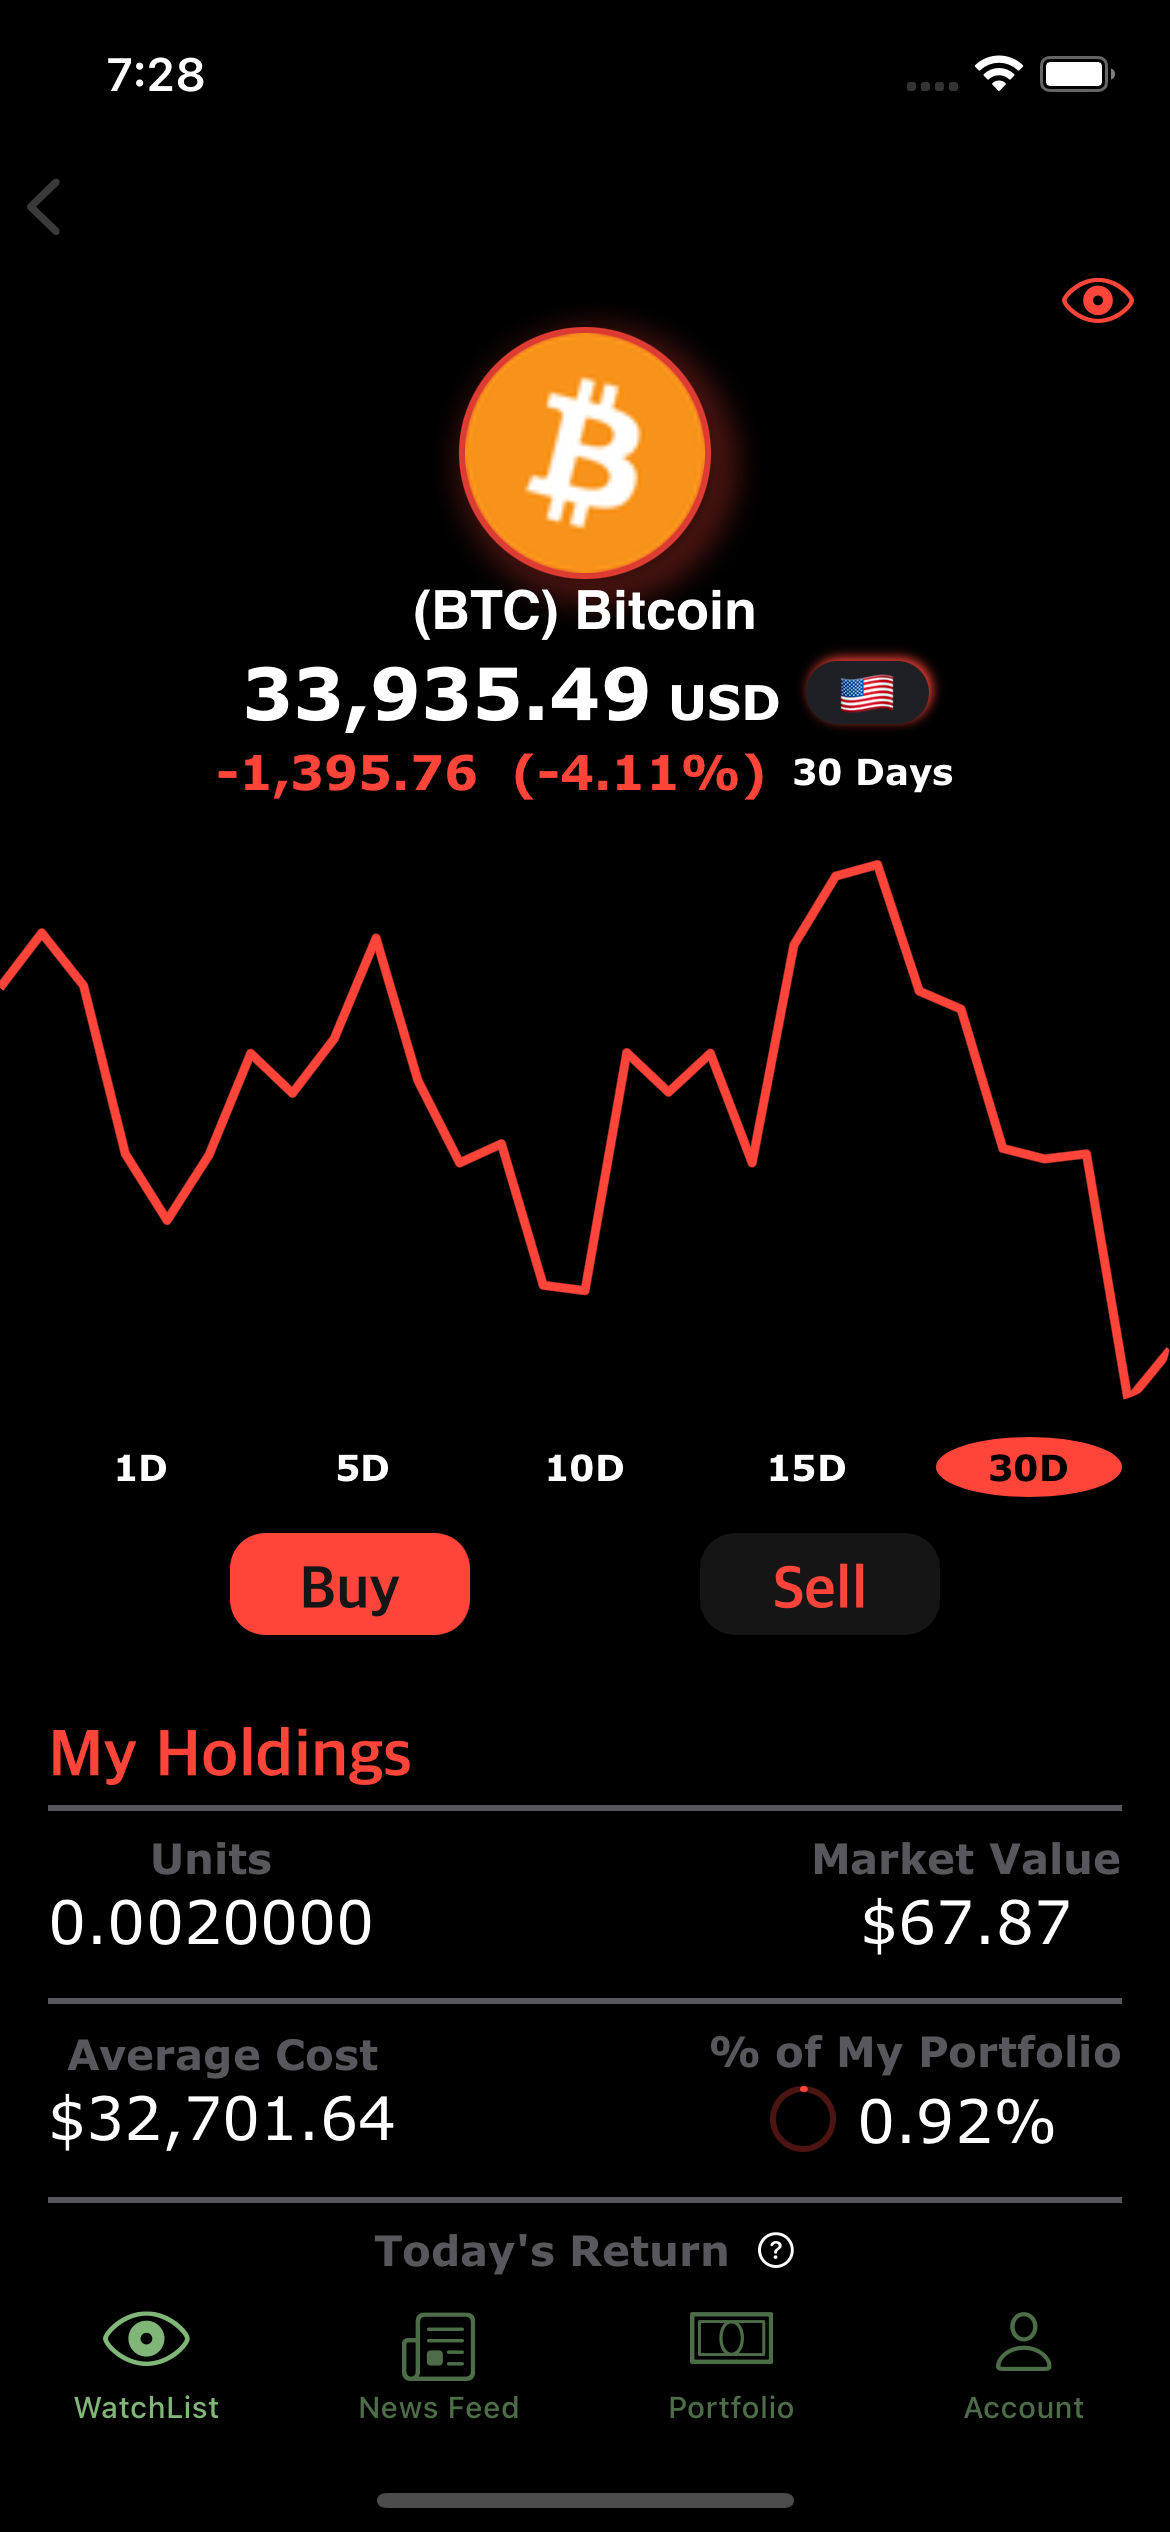 7:28
(BTC) Bitcoin
33,935.49 USD
-1,395.76 (-4.11%) 30 Days
1D 5D 10D 15D 30D
Buy Sell
My Holdings
Units Market Value
0.0020000 $67.87
Average Cost % of My Portfolio
$32,701.64 0.92%
Today's Return ?
WatchList News Feed Portfolio Account